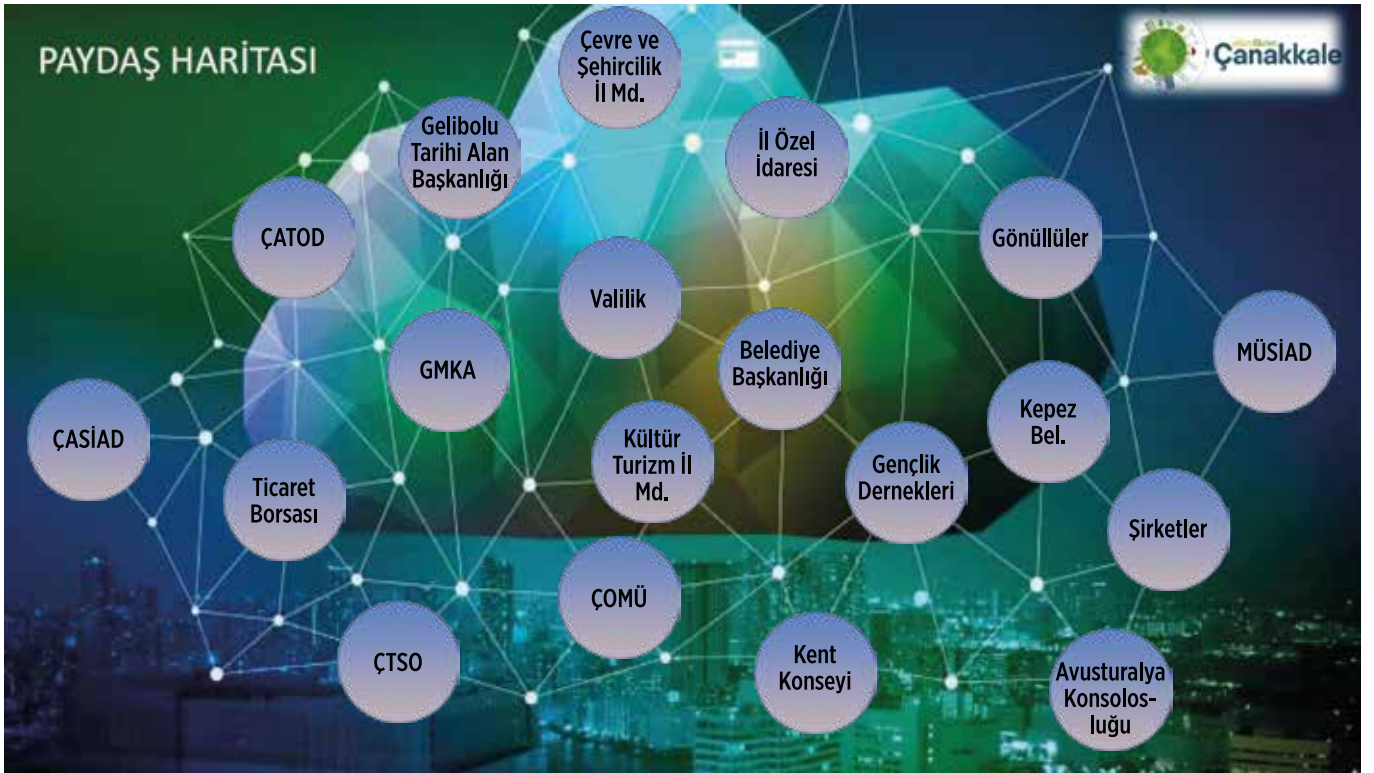 PAYDAŞ HARİTASI
Çanakkale
Çevre ve
Şehircilik
İl Md.
Gelibolu
Tarihi Alan
Başkanlığı
İl Özel
İdaresi
ÇATOD
Gönüllüler
Valilik
GMKA
Belediye
Başkanlığı
MÜSİAD
Kepez
Bel.
ÇASİAD
Kültür
Turizm İl
Md.
Gençlik
Dernekleri
Ticaret
Borsası
Şirketler
ÇOMÜ
ÇTSO
Kent
Konseyi
Avusturalya
Konsolos-
luğu